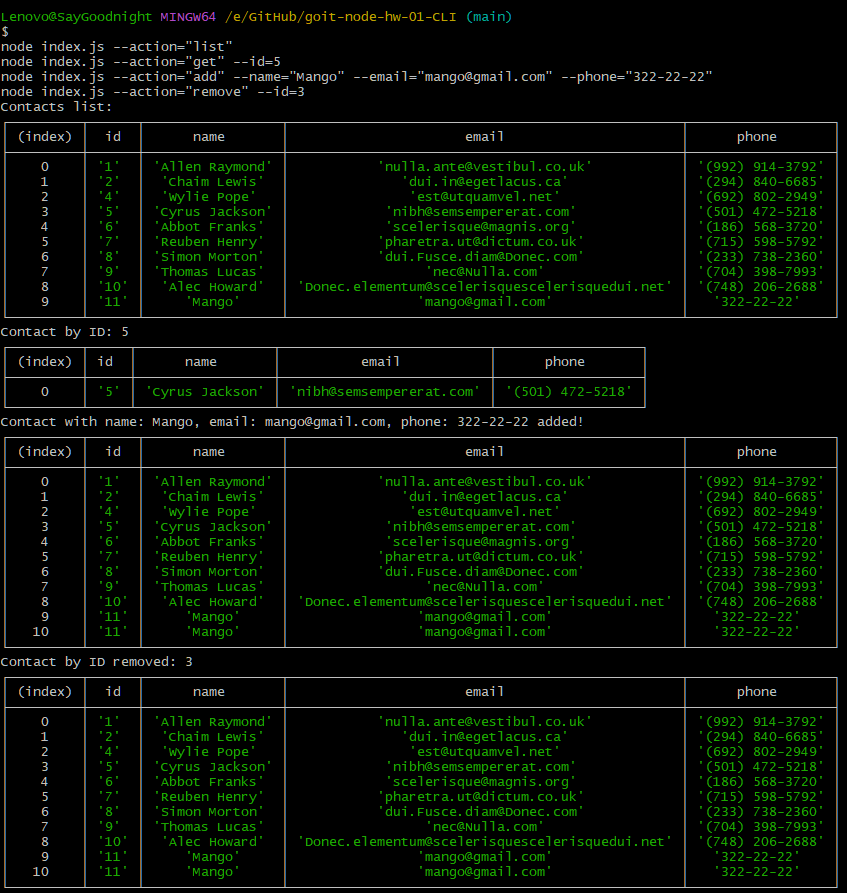 Lenovo@SayGoodnight MINGW64 /e/GitHub/goit-node-hw-01-CLI (main)
$
node index.js --action="list"
node index.js --action="get" --id=5
node index.js --action="add" --name="Mango" --email="mango@gmail.com" --phone="322-22-22"
node index.js --action="remove" --id=3
Contacts list:
(index) id name email phone
0 '1' 'Allen Raymond' 'nulla.ante@vestibul.co.uk' '(992) 914-3792'
1 '2' 'Chaim Lewis' 'dui.in@egetlacus.ca' '(294) 840-6685'
2 '4' 'Wylie Pope' 'est@utquamvel.net' '(692) 802-2949'
3 '5' 'Cyrus Jackson' 'nibh@semsempererat.com' '(501) 472-5218'
4 '6' 'Abbot Franks' 'scelerisque@magnis.org' '(186) 568-3720'
5 '7' 'Reuben Henry' 'pharetra.ut@dictum.co.uk' '(715) 598-5792'
6 '8' 'Simon Morton' 'dui.Fusce.diam@Donec.com' '(233) 738-2360'
7 '9' 'Thomas Lucas' 'nec@Nulla.com' '(704) 398-7993'
8 '10' 'Alec Howard' 'Donec.elementum@scelerisquescelerisquedui.net' '(748) 206-2688'
9 '11' 'Mango' 'mango@gmail.com' '322-22-22'
Contact by ID: 5
(index) id name email phone
0 '5' 'Cyrus Jackson' 'nibh@semsempererat.com' '(501) 472-5218'
Contact with name: Mango, email: mango@gmail.com, phone: 322-22-22 added!
(index) id name email phone
0 '1' 'Allen Raymond' 'nulla.ante@vestibul.co.uk' '(992) 914-3792'
1 '2' 'Chaim Lewis' 'dui.in@egetlacus.ca' '(294) 840-6685'
2 '4' 'Wylie Pope' 'est@utquamvel.net' '(692) 802-2949'
3 '5' 'Cyrus Jackson' 'nibh@semsempererat.com' '(501) 472-5218'
4 '6' 'Abbot Franks' 'scelerisque@magnis.org' '(186) 568-3720'
5 '7' 'Reuben Henry' 'pharetra.ut@dictum.co.uk' '(715) 598-5792'
6 '8' 'Simon Morton' 'dui.Fusce.diam@Donec.com' '(233) 738-2360'
7 '9' 'Thomas Lucas' 'nec@Nulla.com' '(704) 398-7993'
8 '10' 'Alec Howard' 'Donec.elementum@scelerisquescelerisquedui.net' '(748) 206-2688'
9 '11' 'Mango' 'mango@gmail.com' '322-22-22'
10 '11' 'Mango' 'mango@gmail.com' '322-22-22'
Contact by ID removed: 3
(index) id name email phone
0 '1' 'Allen Raymond' 'nulla.ante@vestibul.co.uk' '(992) 914-3792'
1 '2' 'Chaim Lewis' 'dui.in@egetlacus.ca' '(294) 840-6685'
2 '4' 'Wylie Pope' 'est@utquamvel.net' '(692) 802-2949'
3 '5' 'Cyrus Jackson' 'nibh@semsempererat.com' '(501) 472-5218'
4 '6' 'Abbot Franks' 'scelerisque@magnis.org' '(186) 568-3720'
5 '7' 'Reuben Henry' 'pharetra.ut@dictum.co.uk' '(715) 598-5792'
6 '8' 'Simon Morton' 'dui.Fusce.diam@Donec.com' '(233) 738-2360'
7 '9' 'Thomas Lucas' 'nec@Nulla.com' '(704) 398-7993'
8 '10' 'Alec Howard' 'Donec.elementum@scelerisquescelerisquedui.net' '(748) 206-2688'
9 '11' 'Mango' 'mango@gmail.com' '322-22-22'
10 '11' 'Mango' 'mango@gmail.com' '322-22-22'